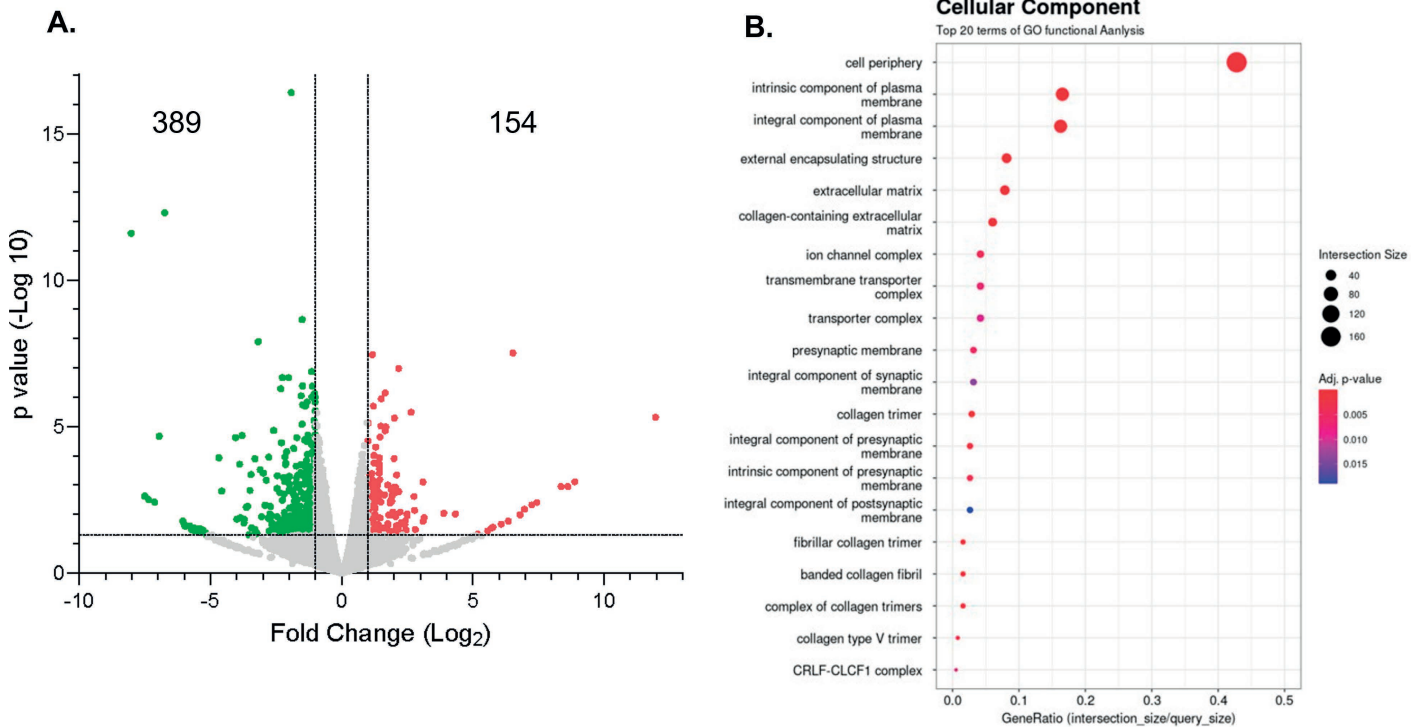 A.
389
154
15
10
5
0
p value (-Log 10)
-10
-5
0
5
10
Fold Change (Log2)
B.
Cellular Component
Top 20 terms of GO functional Aanlysis
cell periphery
intrinsic component of plasma
membrane
integral component of plasma
membrane
external encapsulating structure
extracellular matrix
collagen-containing extracellular
matrix
ion channel complex
transmembrane transporter
complex
transporter complex
presynaptic membrane
integral component of synaptic
membrane
collagen trimer
integral component of presynaptic
membrane
intrinsic component of presynaptic
membrane
integral component of postsynaptic
membrane
fibrillar collagen trimer
banded collagen fibril
complex of collagen trimers
collagen type V trimer
CRLF-CLCF1 complex
0.0
0.1
0.2
0.3
0.4
0.5
GeneRatio (intersection_size/query_size)
Intersection Size
40
80
120
160
Adj. p-value
0.005
0.010
0.015